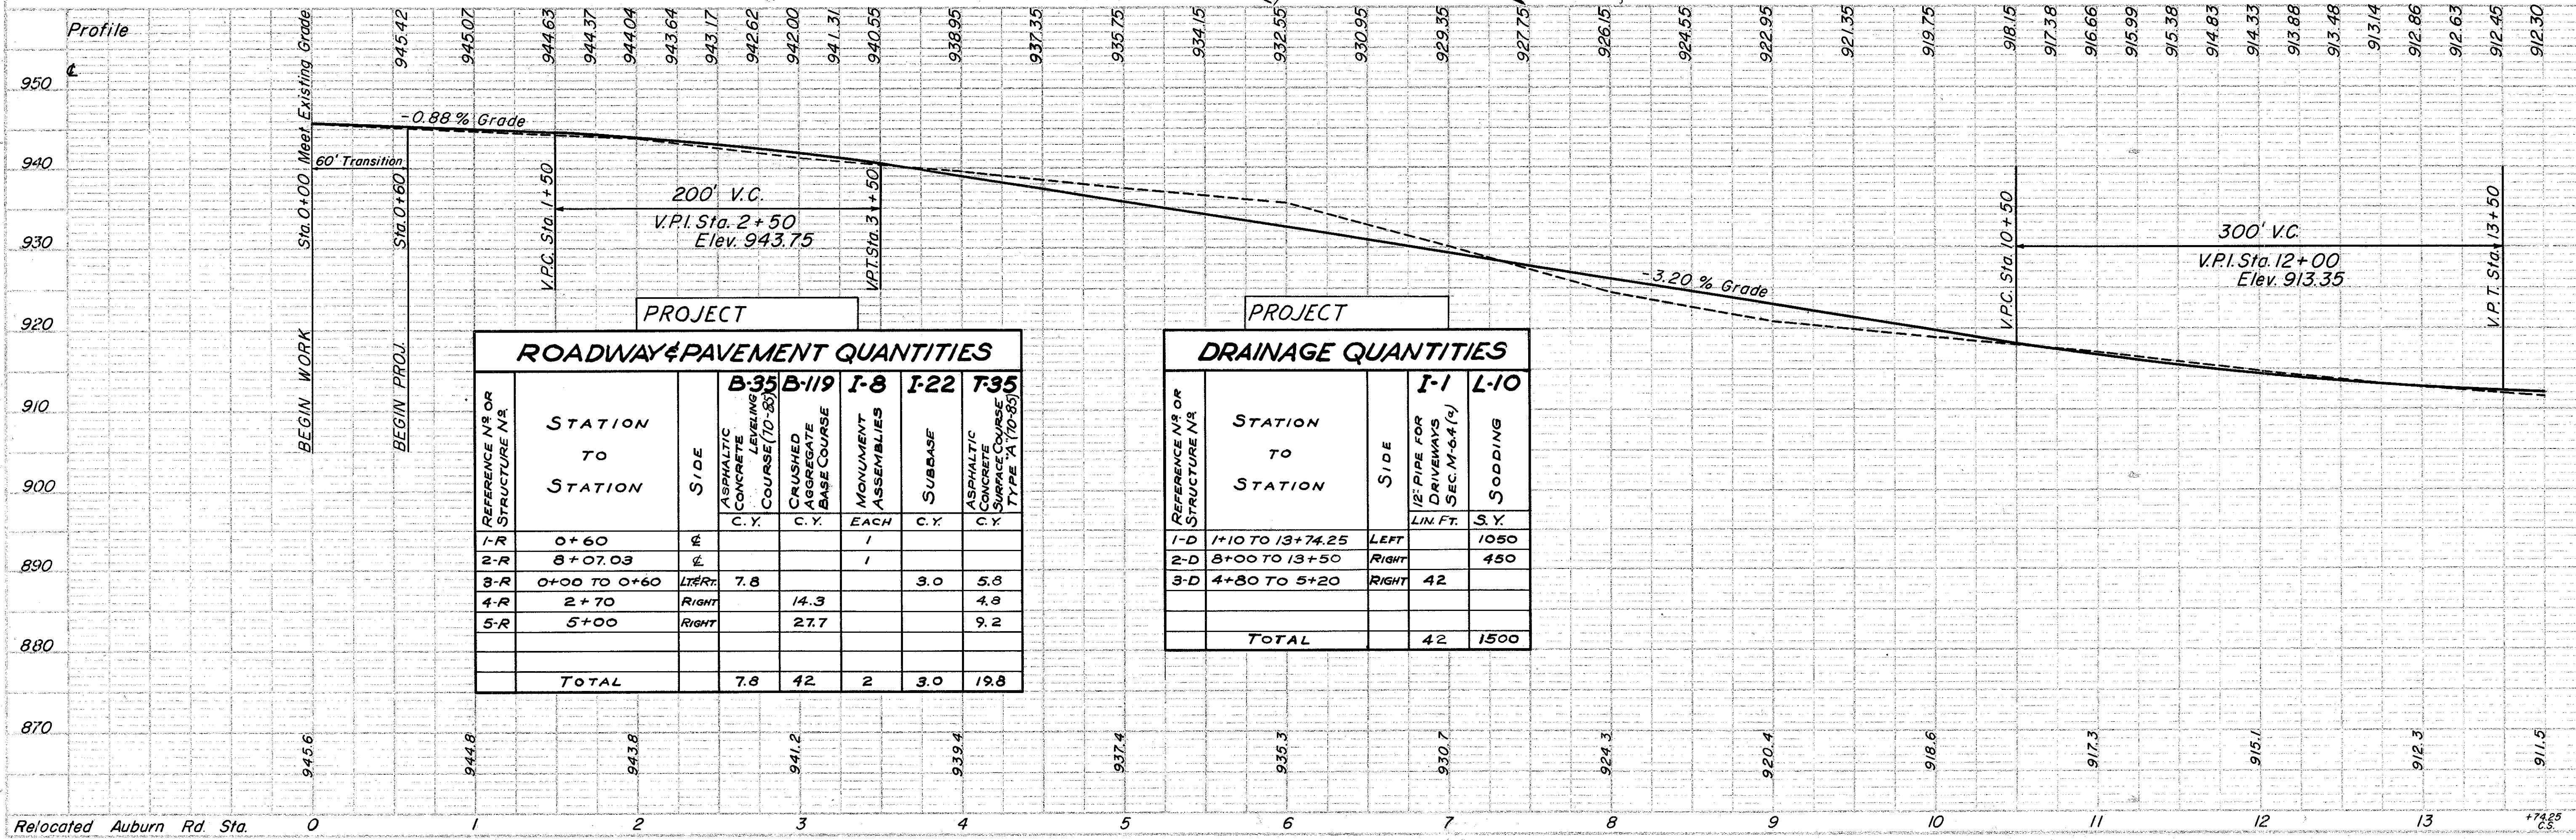 Profile
℄
945.42
945.07
944.63
944.37
944.04
943.64
943.17
942.62
942.00
941.31
940.55
938.95
937.35
935.75
934.15
932.55
930.95
929.35
927.75
926.15
924.55
922.95
921.35
919.75
918.15
917.38
916.66
915.99
915.38
914.83
914.33
913.88
913.48
913.14
912.86
912.63
912.45
912.30
950
940
930
920
910
900
890
880
870
BEGIN WORK Sta. 0+00 Meet Existing Grade
BEGIN PROJ. Sta. 0+60
60' Transition
-0.88 % Grade
V.P.C. Sta. 1+50
200' V.C.
V.P.I. Sta. 2+50
Elev. 943.75
V.P.T. Sta. 3+50
-3.20 % Grade
V.P.C. Sta. 10+50
300' V.C.
V.P.I. Sta. 12+00
Elev. 913.35
V.P.T. Sta. 13+50
PROJECT
ROADWAY & PAVEMENT QUANTITIES
REFERENCE Nº OR
STRUCTURE Nº
STATION
TO
STATION
SIDE
B-35 B-119 I-8 I-22 T-35
ASPHALTIC
CONCRETE
LEVELING
COURSE (70-85)
CRUSHED
AGGREGATE
BASE COURSE
MONUMENT
ASSEMBLIES
SUBBASE
ASPHALTIC
CONCRETE
SURFACE COURSE
TYPE "A" (70-85)
C.Y. C.Y. EACH C.Y. C.Y.
1-R 0+60 ℄ 1
2-R 8+07.03 ℄ 1
3-R 0+00 TO 0+60 LT&RT. 7.8 3.0 5.8
4-R 2+70 RIGHT 14.3 4.8
5-R 5+00 RIGHT 27.7 9.2
TOTAL 7.8 42 2 3.0 19.8
PROJECT
DRAINAGE QUANTITIES
REFERENCE Nº OR
STRUCTURE Nº
STATION
TO
STATION
SIDE
I-1 L-10
12" PIPE FOR
DRIVEWAYS
SEC. M-6.4 (a)
SODDING
LIN. FT. S.Y.
1-D 1+10 TO 13+74.25 LEFT 1050
2-D 8+00 TO 13+50 RIGHT 450
3-D 4+80 TO 5+20 RIGHT 42
TOTAL 42 1500
945.6
944.8
943.8
941.2
939.4
937.4
935.3
930.7
924.3
920.4
918.6
917.3
915.1
912.3
911.5
Relocated Auburn Rd. Sta. 0 1 2 3 4 5 6 7 8 9 10 11 12 13 +74.25
C.S.